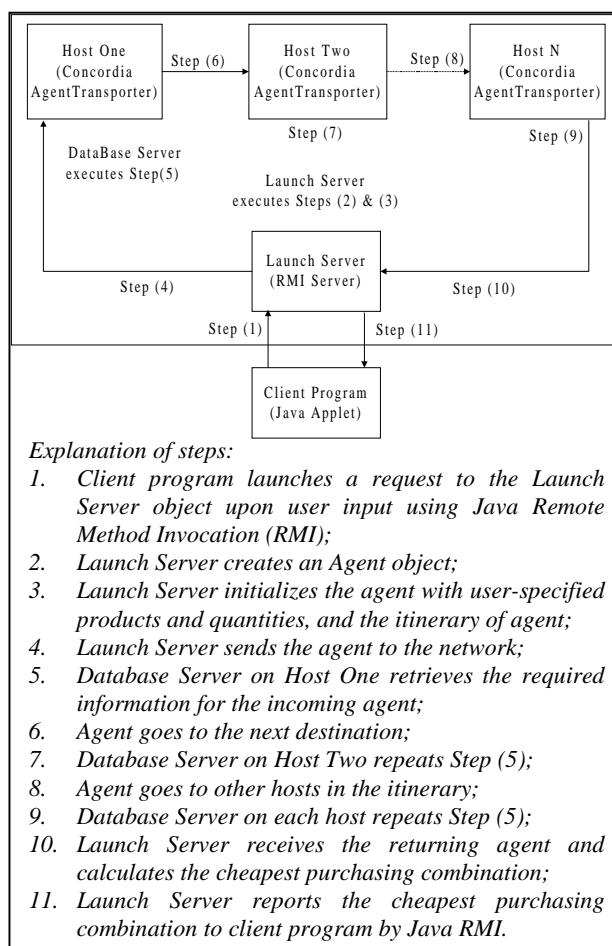 Host One
(Concordia
AgentTransporter)
Step (6)
Host Two
(Concordia
AgentTransporter)
Step (8)
Host N
(Concordia
AgentTransporter)
Step (7)
Step (9)
DataBase Server
executes Step(5)
Launch Server
executes Steps (2) & (3)
Launch Server
(RMI Server)
Step (4)
Step (10)
Step (1)
Step (11)
Client Program
(Java Applet)
Explanation of steps:
1. Client program launches a request to the Launch
Server object upon user input using Java Remote
Method Invocation (RMI);
2. Launch Server creates an Agent object;
3. Launch Server initializes the agent with user-specified
products and quantities, and the itinerary of agent;
4. Launch Server sends the agent to the network;
5. Database Server on Host One retrieves the required
information for the incoming agent;
6. Agent goes to the next destination;
7. Database Server on Host Two repeats Step (5);
8. Agent goes to other hosts in the itinerary;
9. Database Server on each host repeats Step (5);
10. Launch Server receives the returning agent and
calculates the cheapest purchasing combination;
11. Launch Server reports the cheapest purchasing
combination to client program by Java RMI.